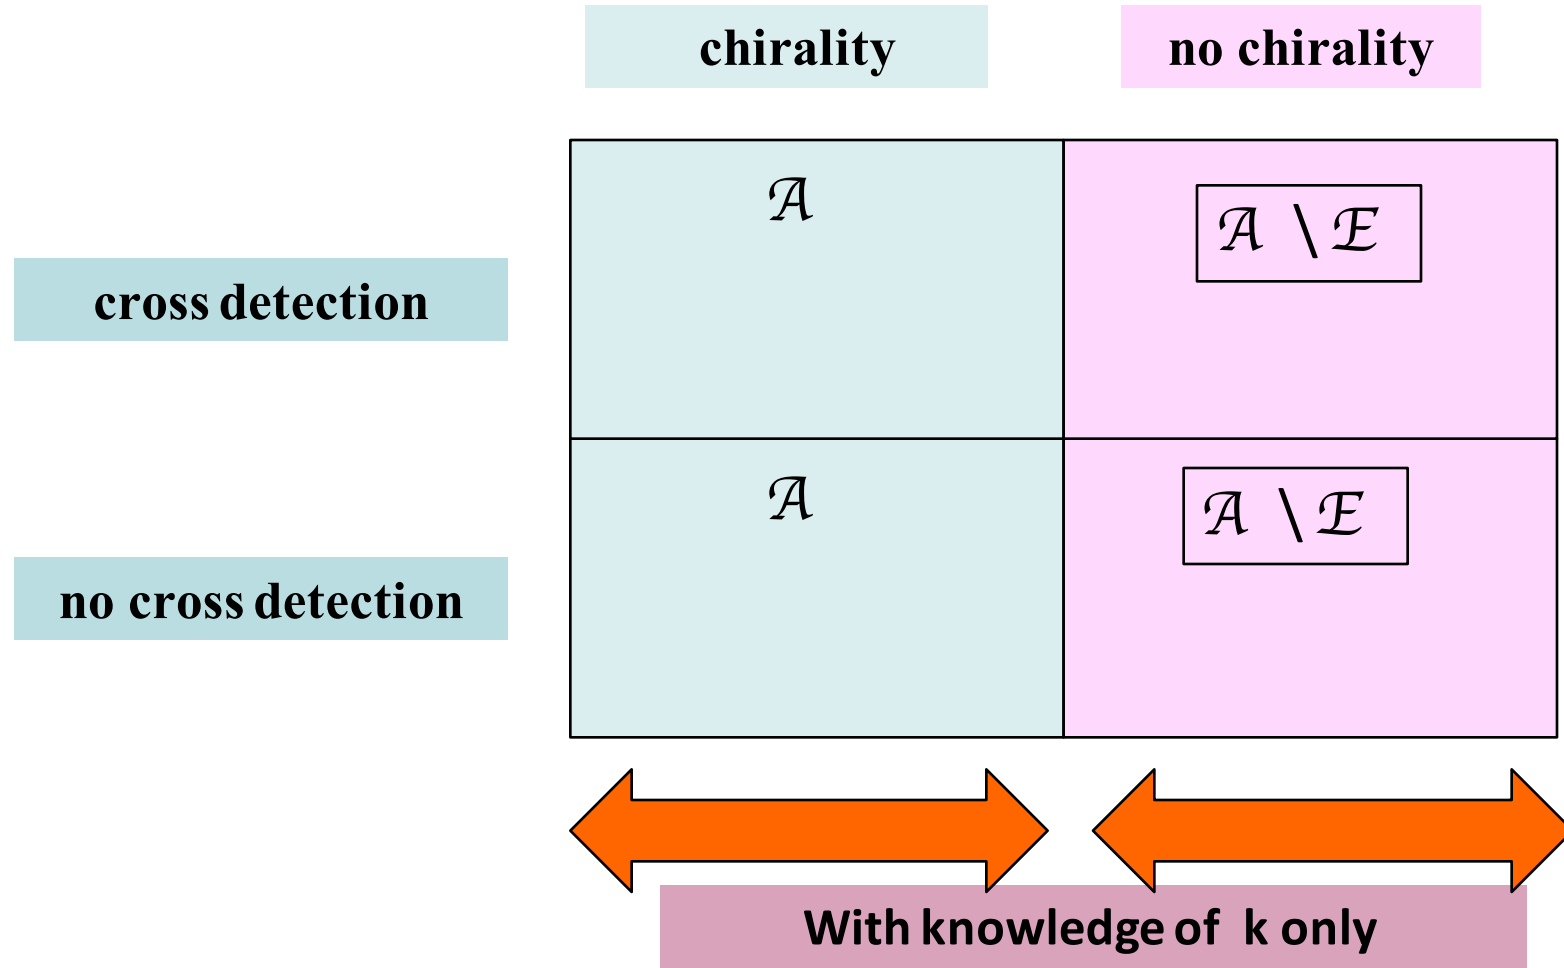 chirality no chirality
𝒜 𝒜 \ ℰ
cross detection
𝒜 𝒜 \ ℰ
no cross detection
With knowledge of k only